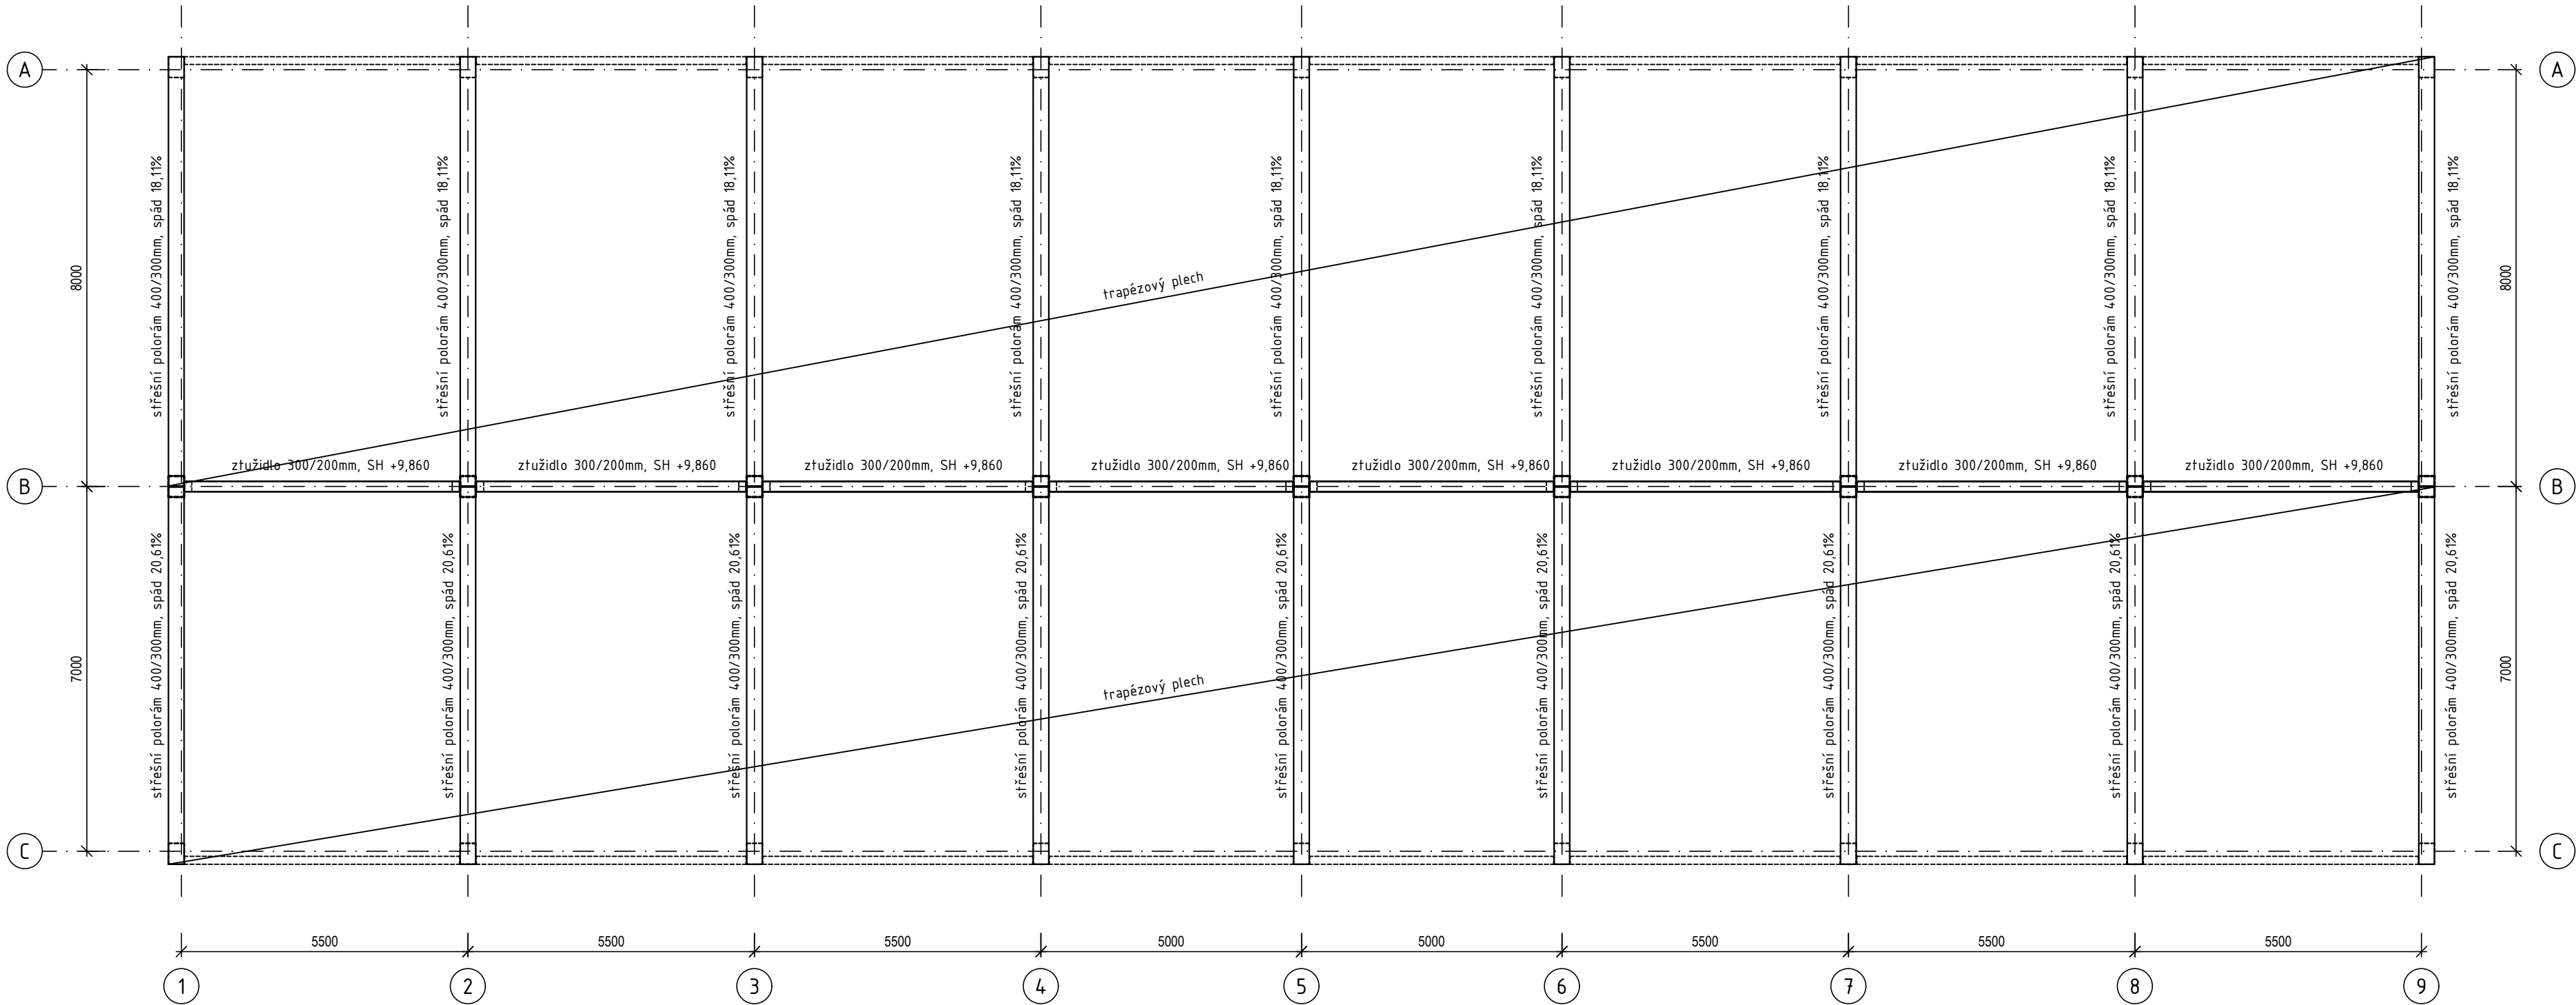 A
A
střešní polorám 400/300mm, spád 18,11%
střešní polorám 400/300mm, spád 18,11%
střešní polorám 400/300mm, spád 18,11%
střešní polorám 400/300mm, spád 18,11%
střešní polorám 400/300mm, spád 18,11%
střešní polorám 400/300mm, spád 18,11%
střešní polorám 400/300mm, spád 18,11%
střešní polorám 400/300mm, spád 18,11%
střešní polorám 400/300mm, spád 18,11%
8000
trapézový plech
8000
ztužidlo 300/200mm, SH +9,860
ztužidlo 300/200mm, SH +9,860
ztužidlo 300/200mm, SH +9,860
ztužidlo 300/200mm, SH +9,860
ztužidlo 300/200mm, SH +9,860
ztužidlo 300/200mm, SH +9,860
ztužidlo 300/200mm, SH +9,860
ztužidlo 300/200mm, SH +9,860
B
B
střešní polorám 400/300mm, spád 20,61%
střešní polorám 400/300mm, spád 20,61%
střešní polorám 400/300mm, spád 20,61%
střešní polorám 400/300mm, spád 20,61%
střešní polorám 400/300mm, spád 20,61%
střešní polorám 400/300mm, spád 20,61%
střešní polorám 400/300mm, spád 20,61%
střešní polorám 400/300mm, spád 20,61%
střešní polorám 400/300mm, spád 20,61%
7000
trapézový plech
7000
C
C
5500
5500
5500
5000
5000
5500
5500
5500
1
2
3
4
5
6
7
8
9